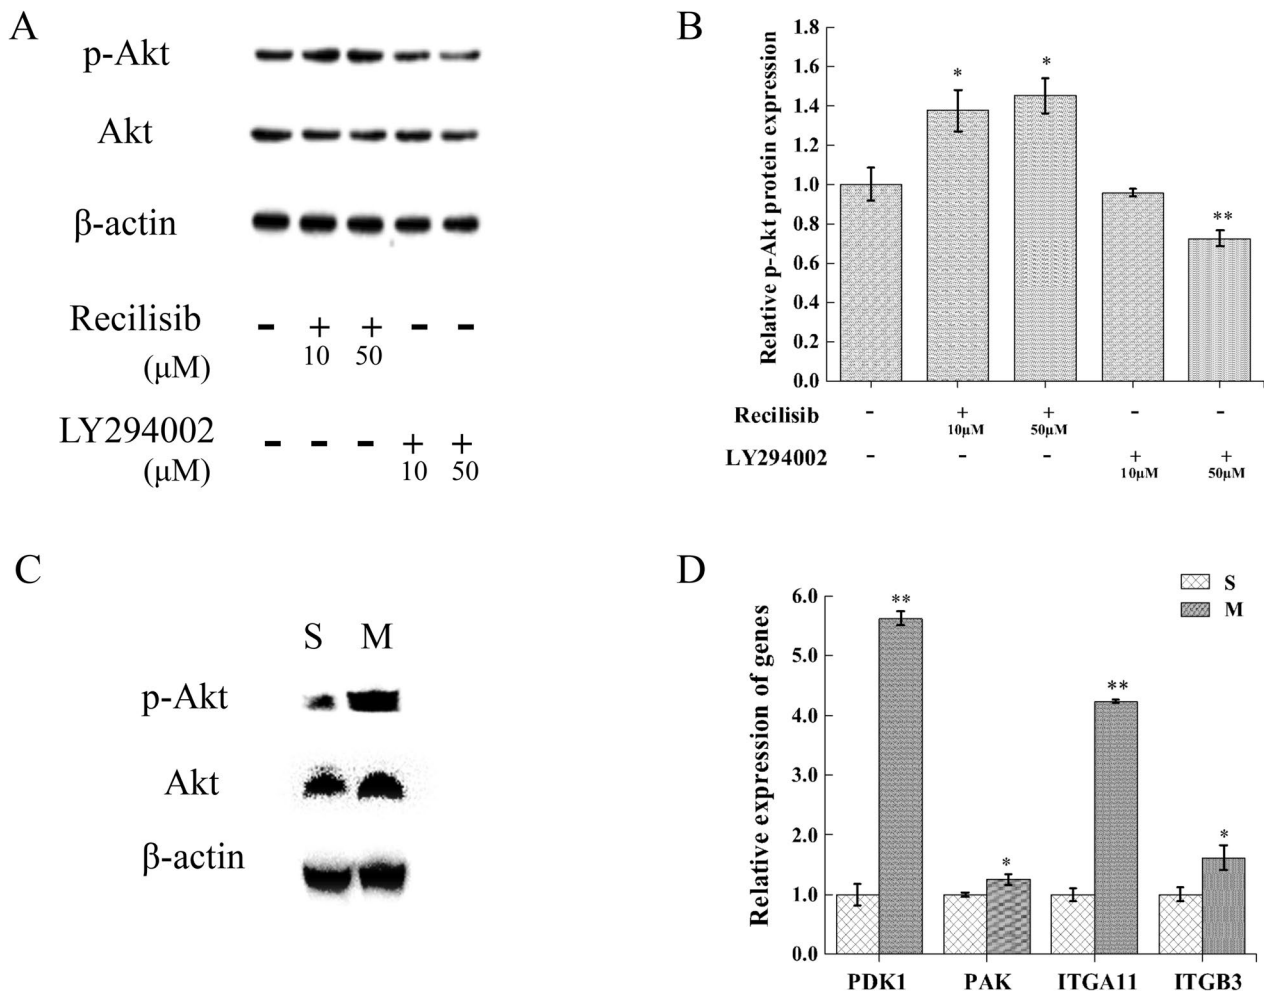 A
p-Akt
Akt
β-actin
Recilisib
(μM)
- + + - -
10 50
LY294002
(μM)
- - - + +
10 50
B
Relative p-Akt protein expression
1.8
1.6
1.4
1.2
1.0
0.8
0.6
0.4
0.2
0.0
* * **
Recilisib - + + - -
10μM 50μM
LY294002 - - - + +
10μM 50μM
C
S M
p-Akt
Akt
β-actin
D
S
M
Relative expression of genes
6.0
5.0
4.0
3.0
2.0
1.0
0.0
** * ** *
PDK1 PAK ITGA11 ITGB3